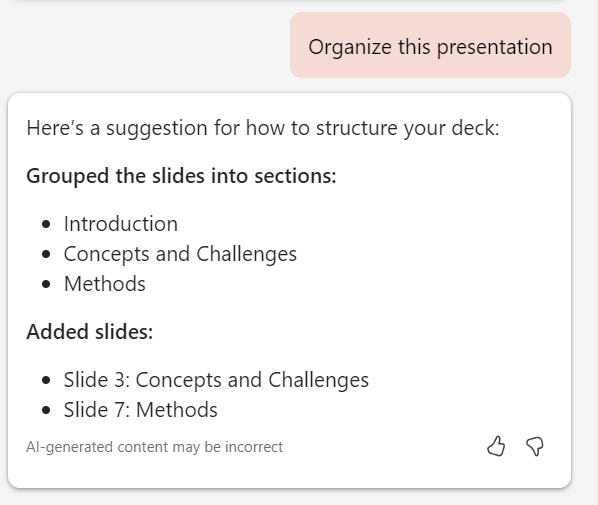 Organize this presentation
Here's a suggestion for how to structure your deck:
Grouped the slides into sections:
Introduction
Concepts and Challenges
Methods
Added slides:
Slide 3: Concepts and Challenges
Slide 7: Methods
AI-generated content may be incorrect